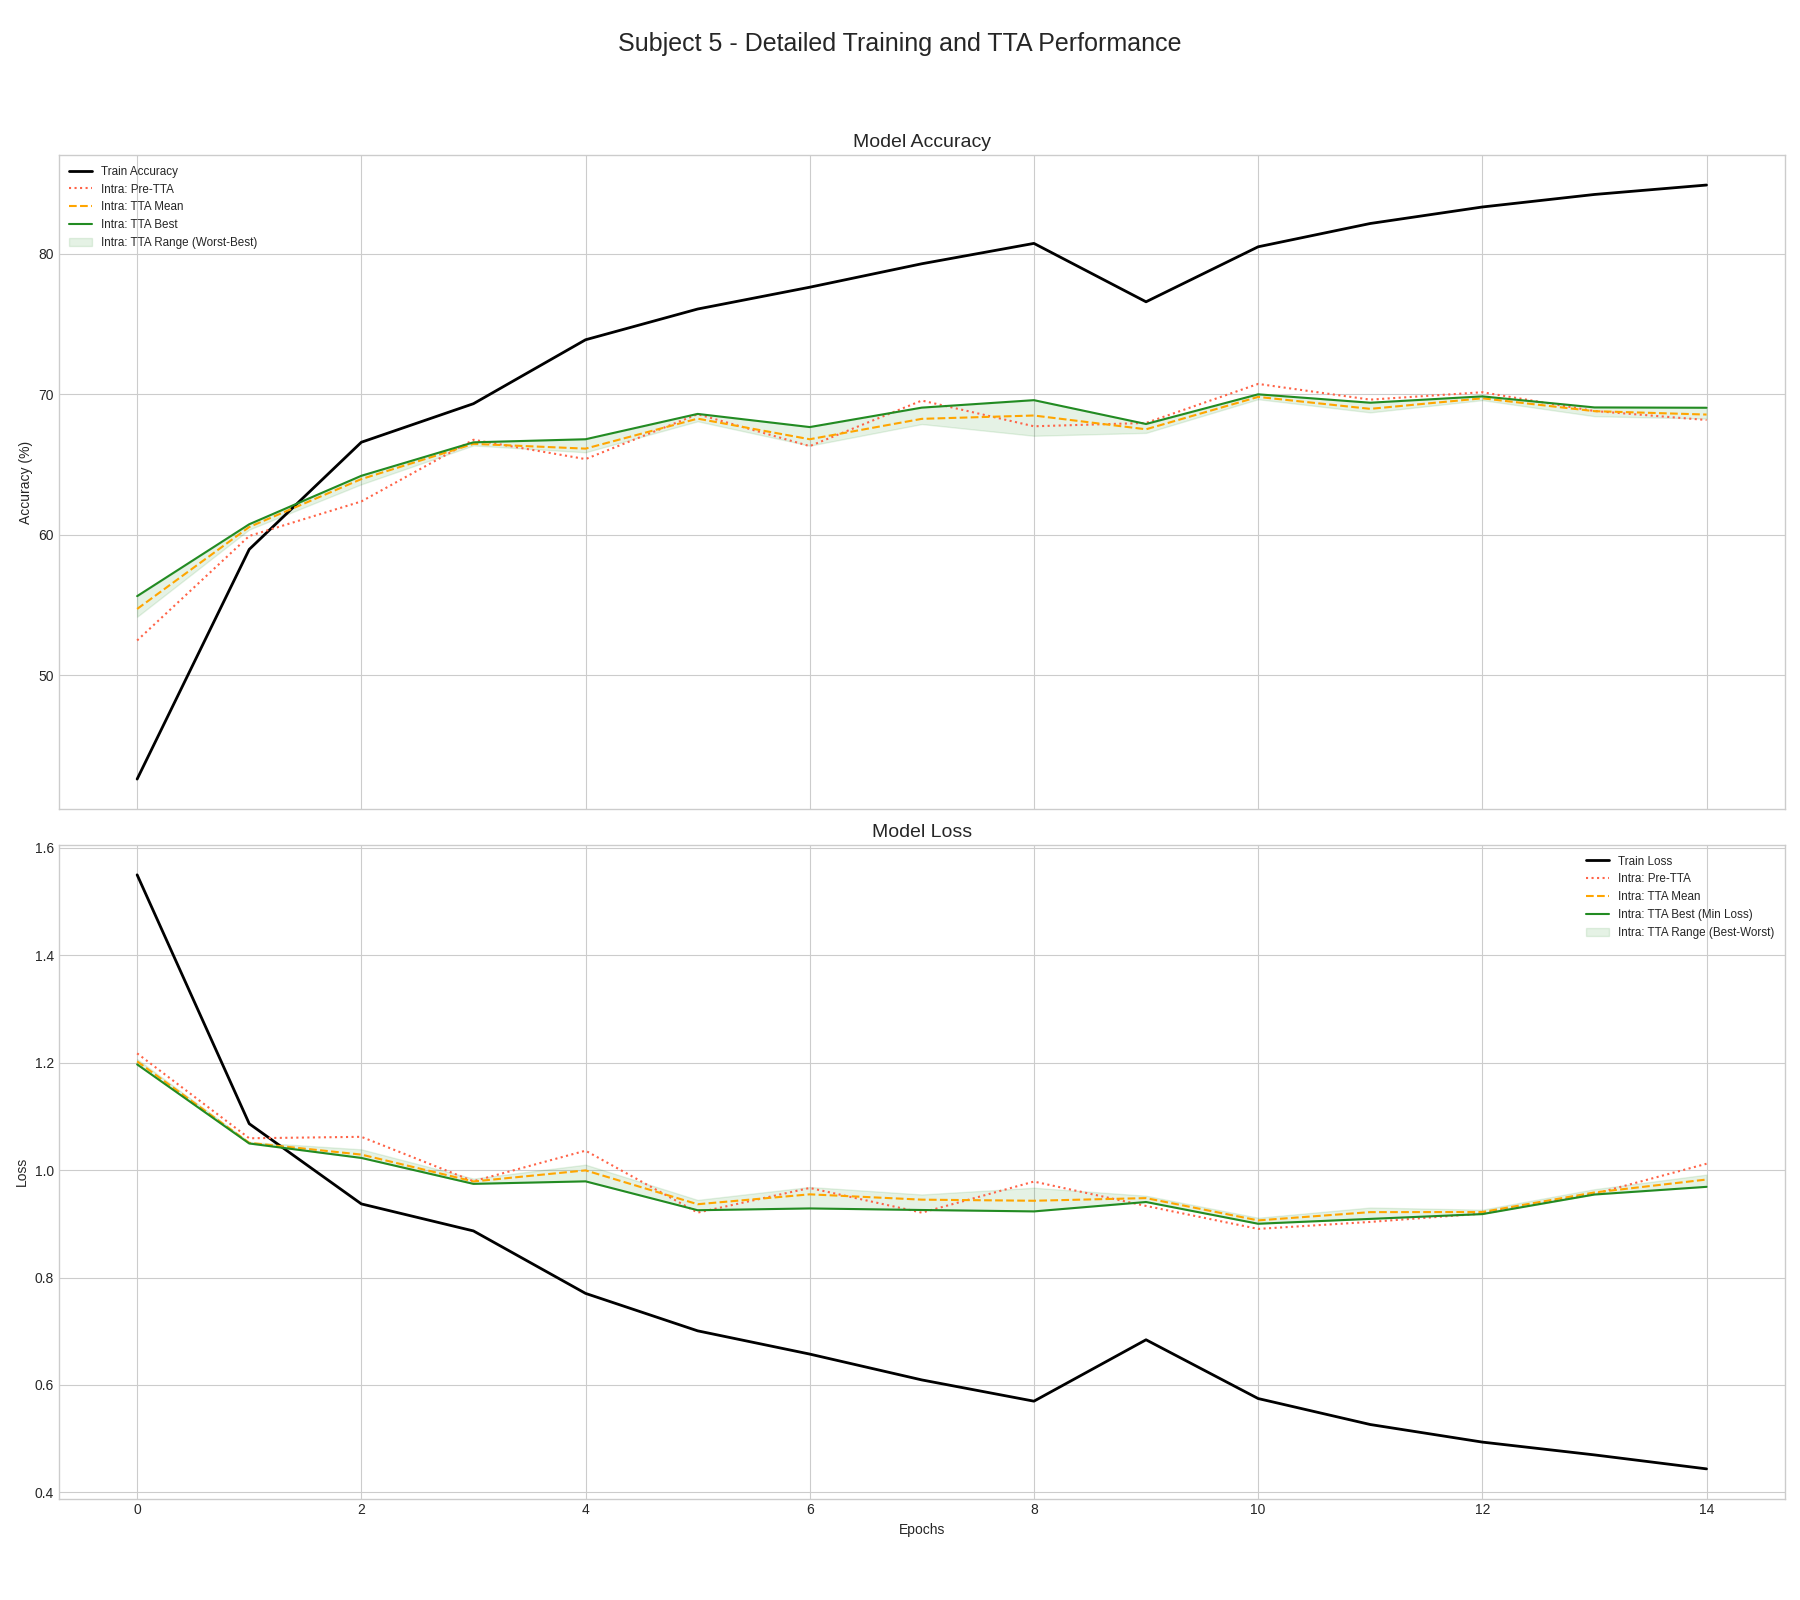 Subject 5 - Detailed Training and TTA Performance
Model Accuracy
Train Accuracy
Intra: Pre-TTA
Intra: TTA Mean
Intra: TTA Best
Intra: TTA Range (Worst-Best)
80
70
60
50
Accuracy (%)
Model Loss
Train Loss
Intra: Pre-TTA
Intra: TTA Mean
Intra: TTA Best (Min Loss)
Intra: TTA Range (Best-Worst)
1.6
1.4
1.2
1.0
0.8
0.6
0.4
Loss
0 2 4 6 8 10 12 14
Epochs